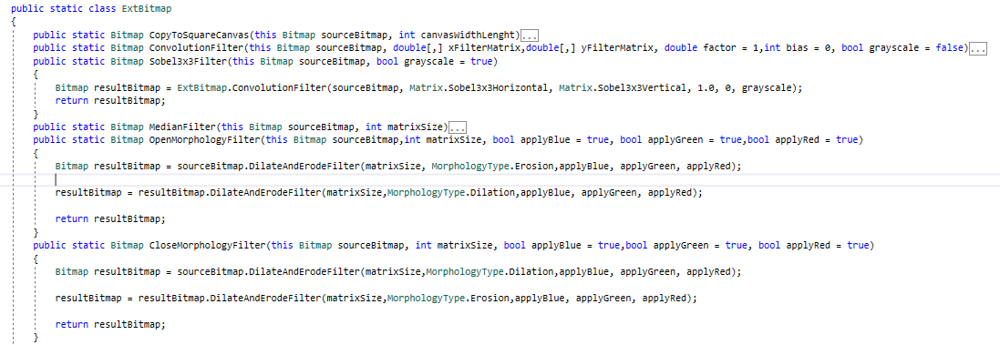 public static class ExtBitmap
{
public static Bitmap CopyToSquareCanvas(this Bitmap sourceBitmap, int canvasWidthLenght)...
public static Bitmap ConvolutionFilter(this Bitmap sourceBitmap, double[,] xFilterMatrix,double[,] yFilterMatrix, double factor = 1,int bias = 0, bool grayscale = false)...
public static Bitmap Sobel3x3Filter(this Bitmap sourceBitmap, bool grayscale = true)
{
Bitmap resultBitmap = ExtBitmap.ConvolutionFilter(sourceBitmap, Matrix.Sobel3x3Horizontal, Matrix.Sobel3x3Vertical, 1.0, 0, grayscale);
return resultBitmap;
}
public static Bitmap MedianFilter(this Bitmap sourceBitmap, int matrixSize)...
public static Bitmap OpenMorphologyFilter(this Bitmap sourceBitmap,int matrixSize, bool applyBlue = true, bool applyGreen = true,bool applyRed = true)
{
Bitmap resultBitmap = sourceBitmap.DilateAndErodeFilter(matrixSize, MorphologyType.Erosion,applyBlue, applyGreen, applyRed);
resultBitmap = resultBitmap.DilateAndErodeFilter(matrixSize,MorphologyType.Dilation,applyBlue, applyGreen, applyRed);
return resultBitmap;
}
public static Bitmap CloseMorphologyFilter(this Bitmap sourceBitmap, int matrixSize, bool applyBlue = true,bool applyGreen = true, bool applyRed = true)
{
Bitmap resultBitmap = sourceBitmap.DilateAndErodeFilter(matrixSize,MorphologyType.Dilation,applyBlue, applyGreen, applyRed);
resultBitmap = resultBitmap.DilateAndErodeFilter(matrixSize,MorphologyType.Erosion,applyBlue, applyGreen, applyRed);
return resultBitmap;
}